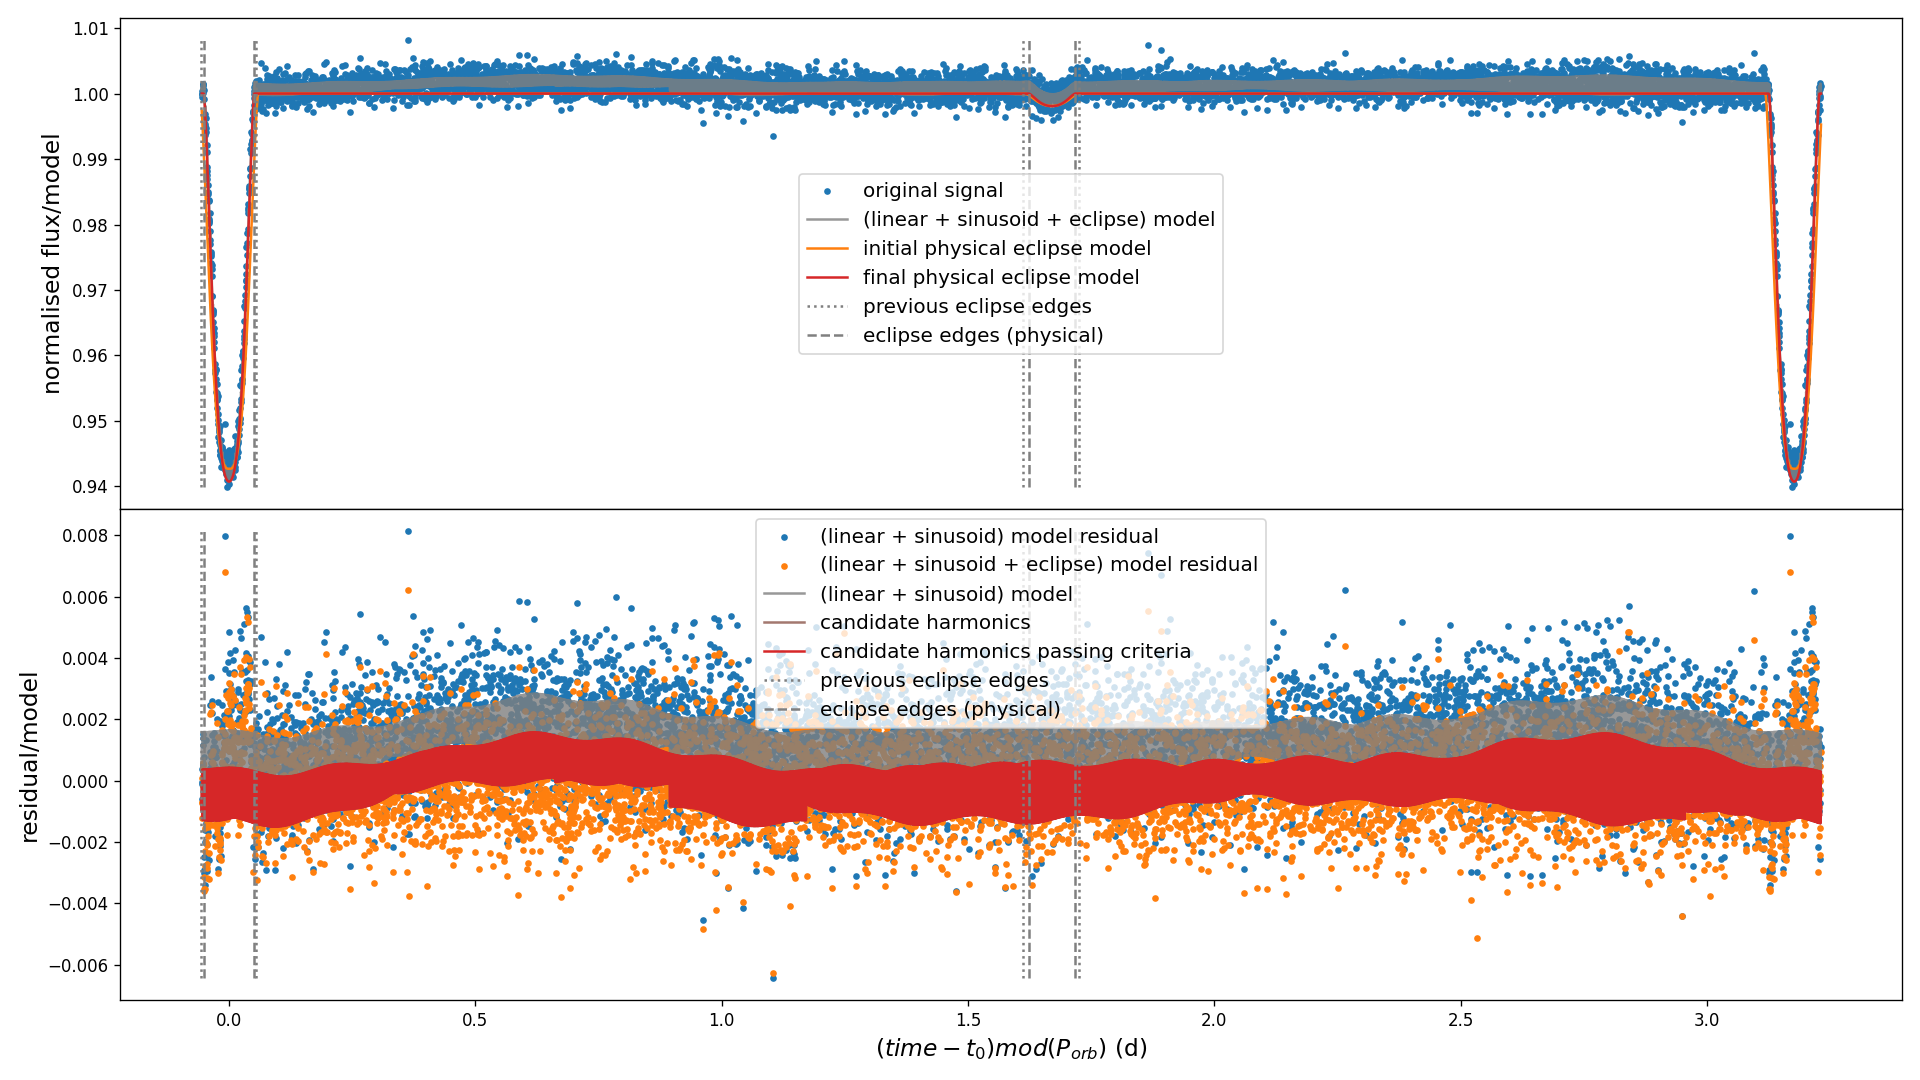 1.01
1.00
0.99
0.98
0.97
0.96
0.95
0.94
normalised flux/model
original signal
(linear + sinusoid + eclipse) model
initial physical eclipse model
final physical eclipse model
previous eclipse edges
eclipse edges (physical)
0.008
0.006
0.004
0.002
0.000
−0.002
−0.004
−0.006
residual/model
(linear + sinusoid) model residual
(linear + sinusoid + eclipse) model residual
(linear + sinusoid) model
candidate harmonics
candidate harmonics passing criteria
previous eclipse edges
eclipse edges (physical)
0.0 0.5 1.0 1.5 2.0 2.5 3.0
(time − t₀)mod(P_orb) (d)